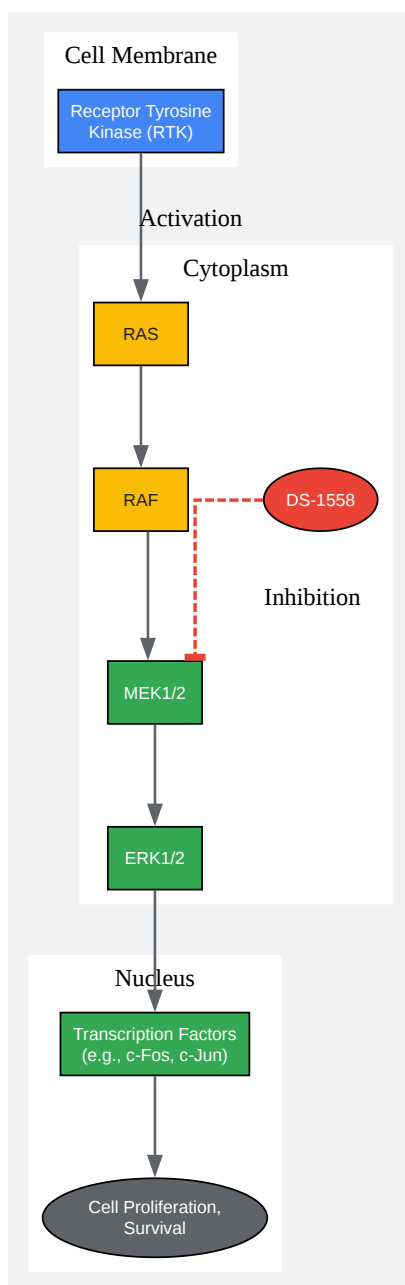 Cell Membrane
Receptor Tyrosine
Kinase (RTK)
Activation
Cytoplasm
RAS
RAF
DS-1558
Inhibition
MEK1/2
ERK1/2
Nucleus
Transcription Factors
(e.g., c-Fos, c-Jun)
Cell Proliferation,
Survival